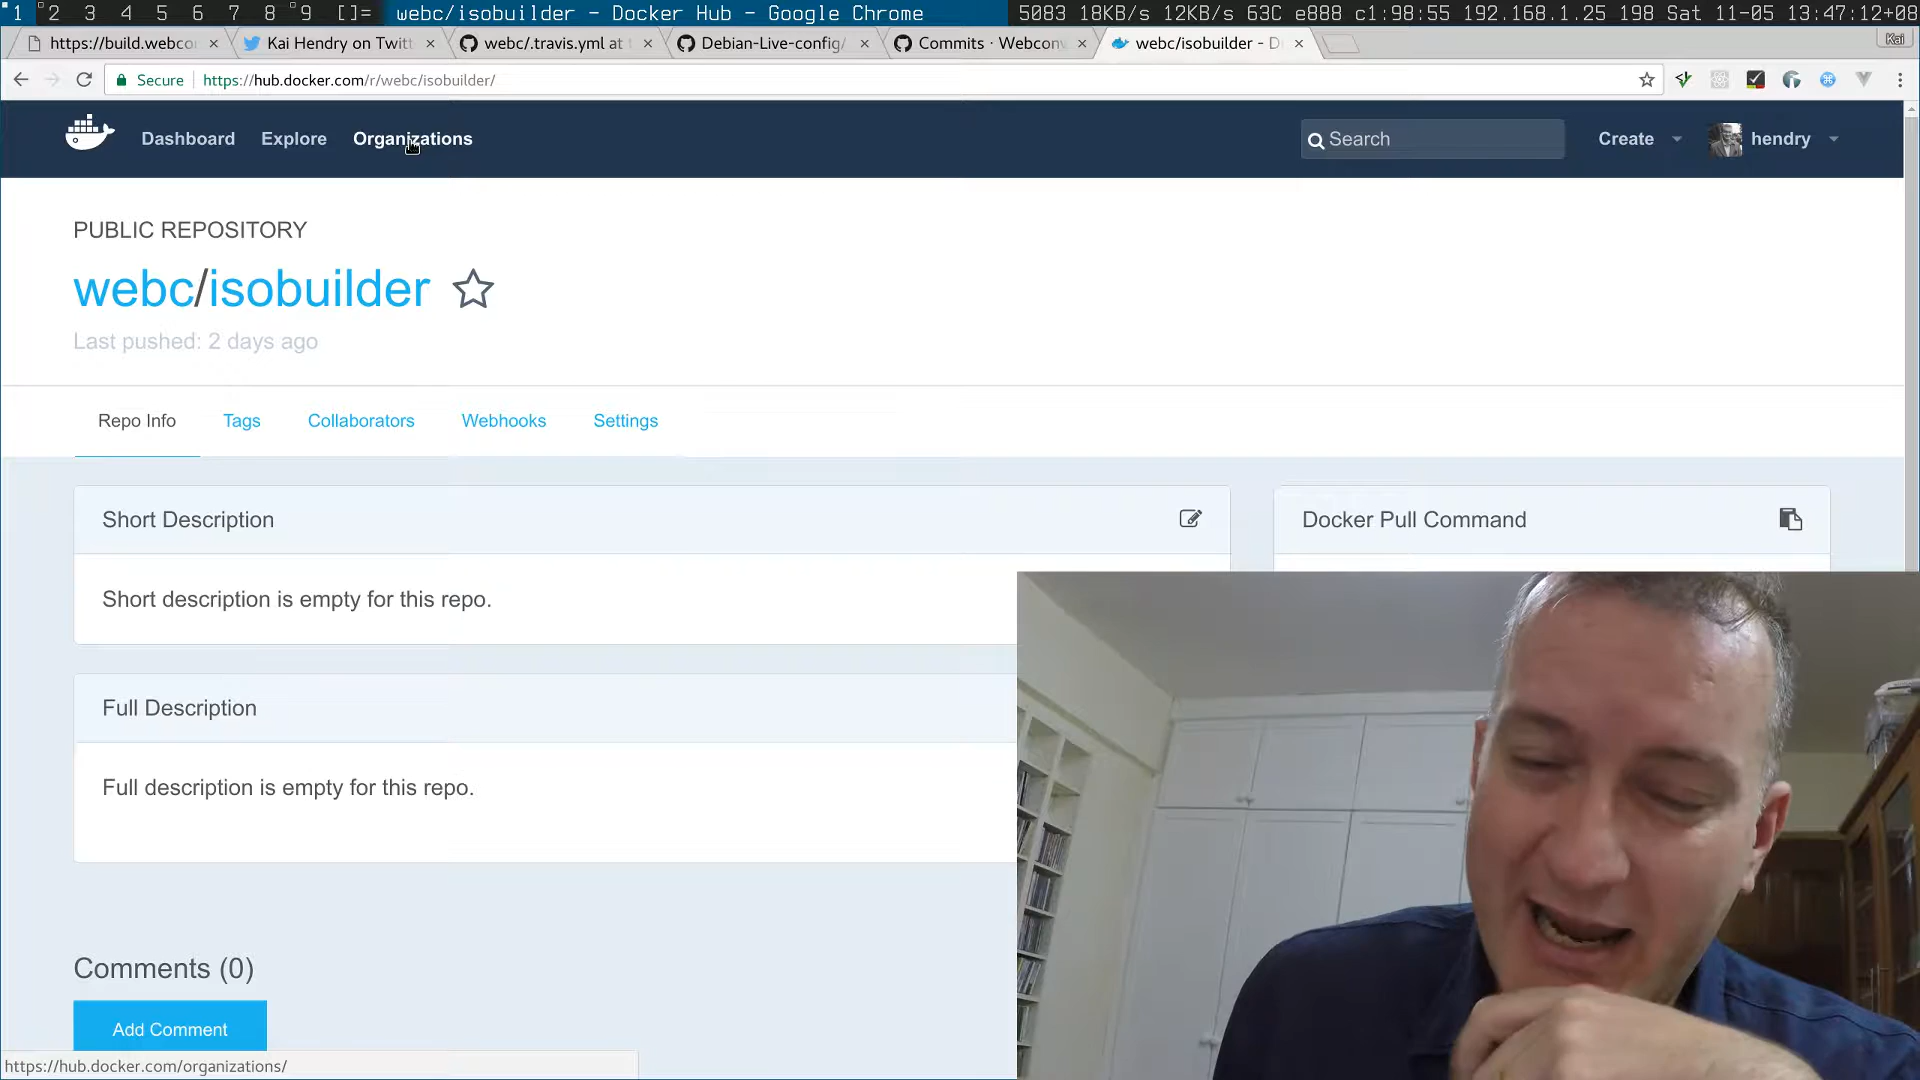 1 2 3 4 5 6 7 8 9 []= webc/isobuilder - Docker Hub - Google Chrome 5083 18KB/s 12KB/s 63C e888 c1:98:55 192.168.1.25 198 Sat 11-05 13:47:12+08
https://build.webco × Kai Hendry on Twitt × webc/.travis.yml at × Debian-Live-config/ × Commits · Webconv × webc/isobuilder - D × Kai
Secure https://hub.docker.com/r/webc/isobuilder/
Dashboard Explore Organizations Search Create hendry
PUBLIC REPOSITORY
webc/isobuilder
Last pushed: 2 days ago
Repo Info Tags Collaborators Webhooks Settings
Short Description Docker Pull Command
Short description is empty for this repo.
Full Description
Full description is empty for this repo.
Comments (0)
Add Comment
https://hub.docker.com/organizations/